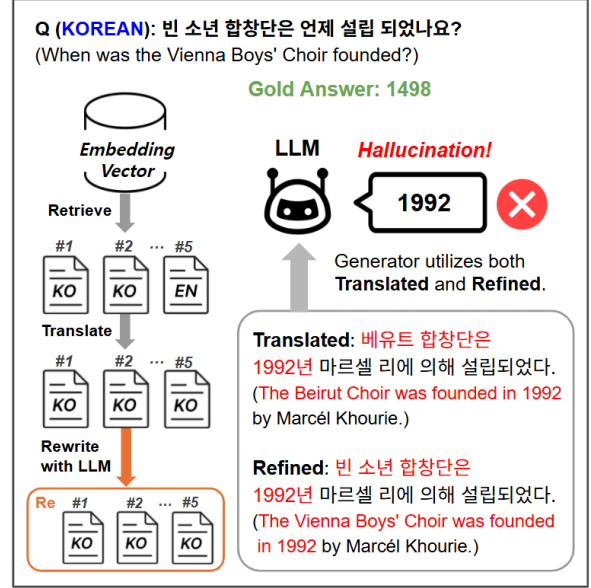 Q (KOREAN): 빈 소년 합창단은 언제 설립 되었나요?
(When was the Vienna Boys' Choir founded?)
Gold Answer: 1498
Embedding
Vector
Retrieve
#1 #2 ... #5
KO KO EN
Translate
#1 #2 ... #5
KO KO KO
Rewrite
with LLM
Re #1 #2 ... #5
KO KO KO
LLM
Hallucination!
1992
Generator utilizes both
Translated and Refined.
Translated: 베유트 합창단은
1992년 마르셀 리에 의해 설립되었다.
(The Beirut Choir was founded in 1992
by Marcél Khourie.)
Refined: 빈 소년 합창단은
1992년 마르셀 리에 의해 설립되었다.
(The Vienna Boys' Choir was founded
in 1992 by Marcél Khourie.)